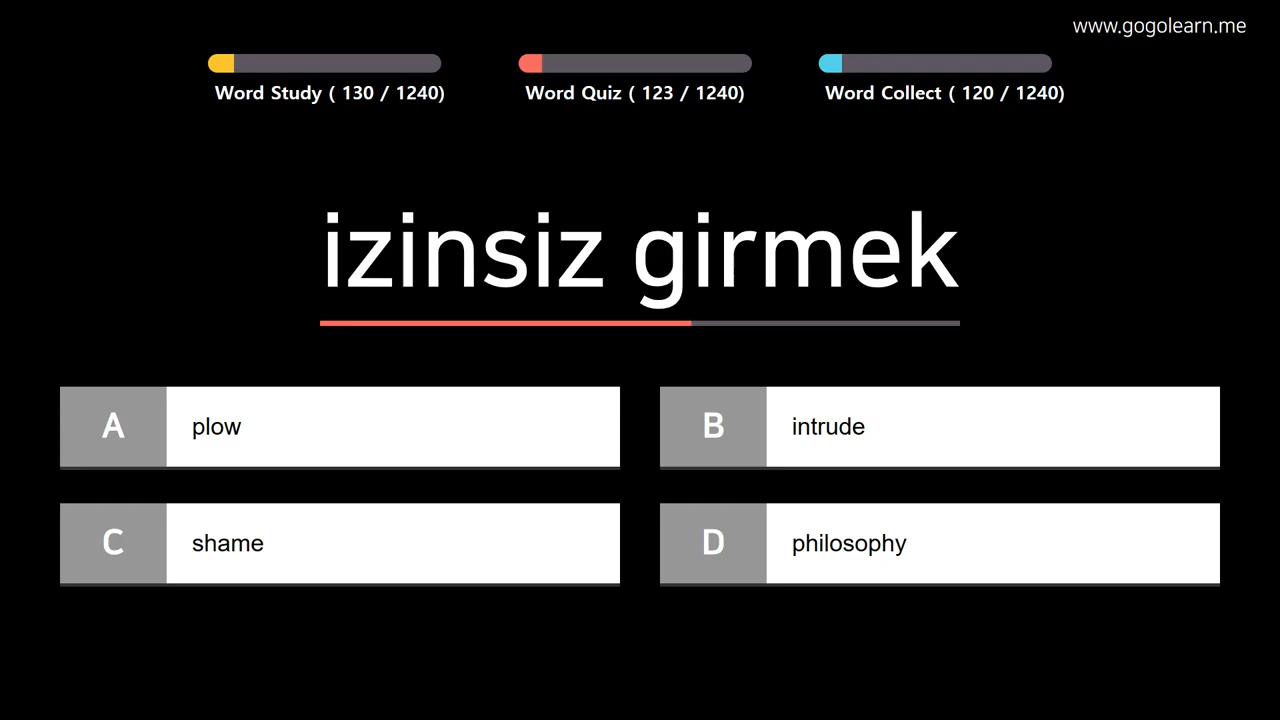 www.gogolearn.me
Word Study ( 130 / 1240)
Word Quiz ( 123 / 1240)
Word Collect ( 120 / 1240)
izinsiz girmek
A plow
B intrude
C shame
D philosophy